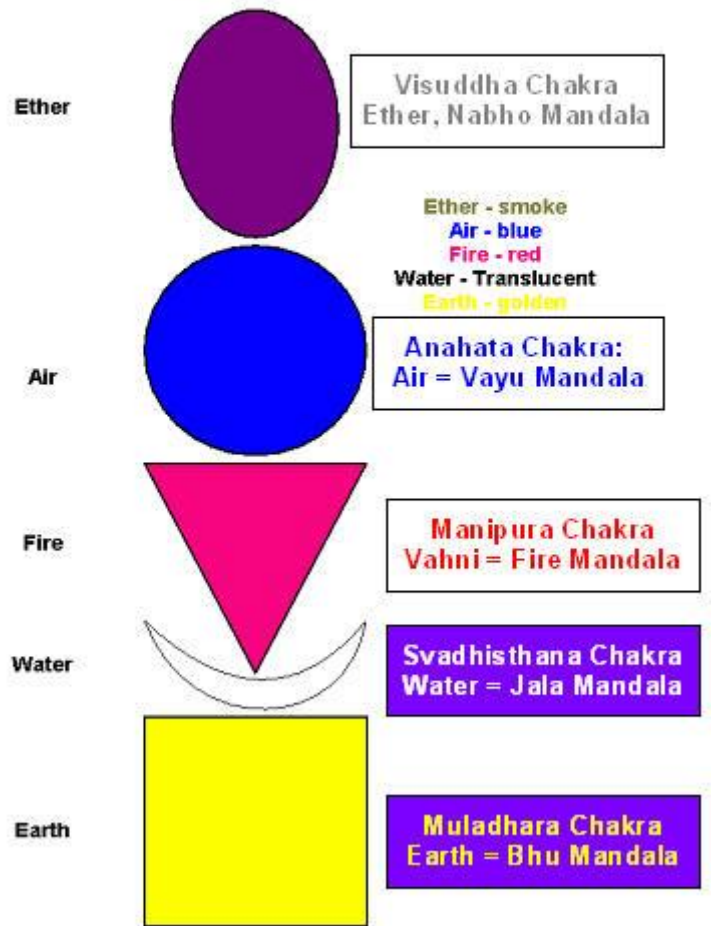 Ether
Visuddha Chakra
Ether, Nabho Mandala
Ether - smoke
Air - blue
Fire - red
Water - Translucent
Earth - golden
Air
Anahata Chakra:
Air = Vayu Mandala
Fire
Manipura Chakra
Vahni = Fire Mandala
Water
Svadhisthana Chakra
Water = Jala Mandala
Earth
Muladhara Chakra
Earth = Bhu Mandala